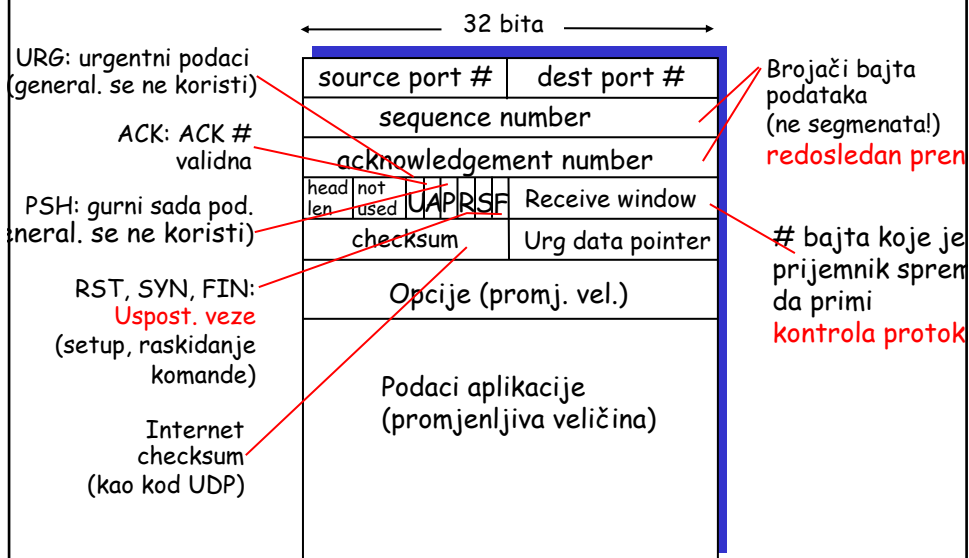 32 bita
URG: urgentni podaci
(general. se ne koristi)
ACK: ACK #
validna
PSH: gurni sada pod.
eneral. se ne koristi)
RST, SYN, FIN:
Uspost. veze
(setup, raskidanje
komande)
Internet
checksum
(kao kod UDP)
source port #
dest port #
sequence number
acknowledgement number
head
len
not
used
U A P R S F
Receive window
checksum
Urg data pointer
Opcije (promj. vel.)
Podaci aplikacije
(promjenljiva veličina)
Brojači bajta
podataka
(ne segmenata!)
redosledan pren
# bajta koje je
prijemnik sprem
da primi
kontrola protok